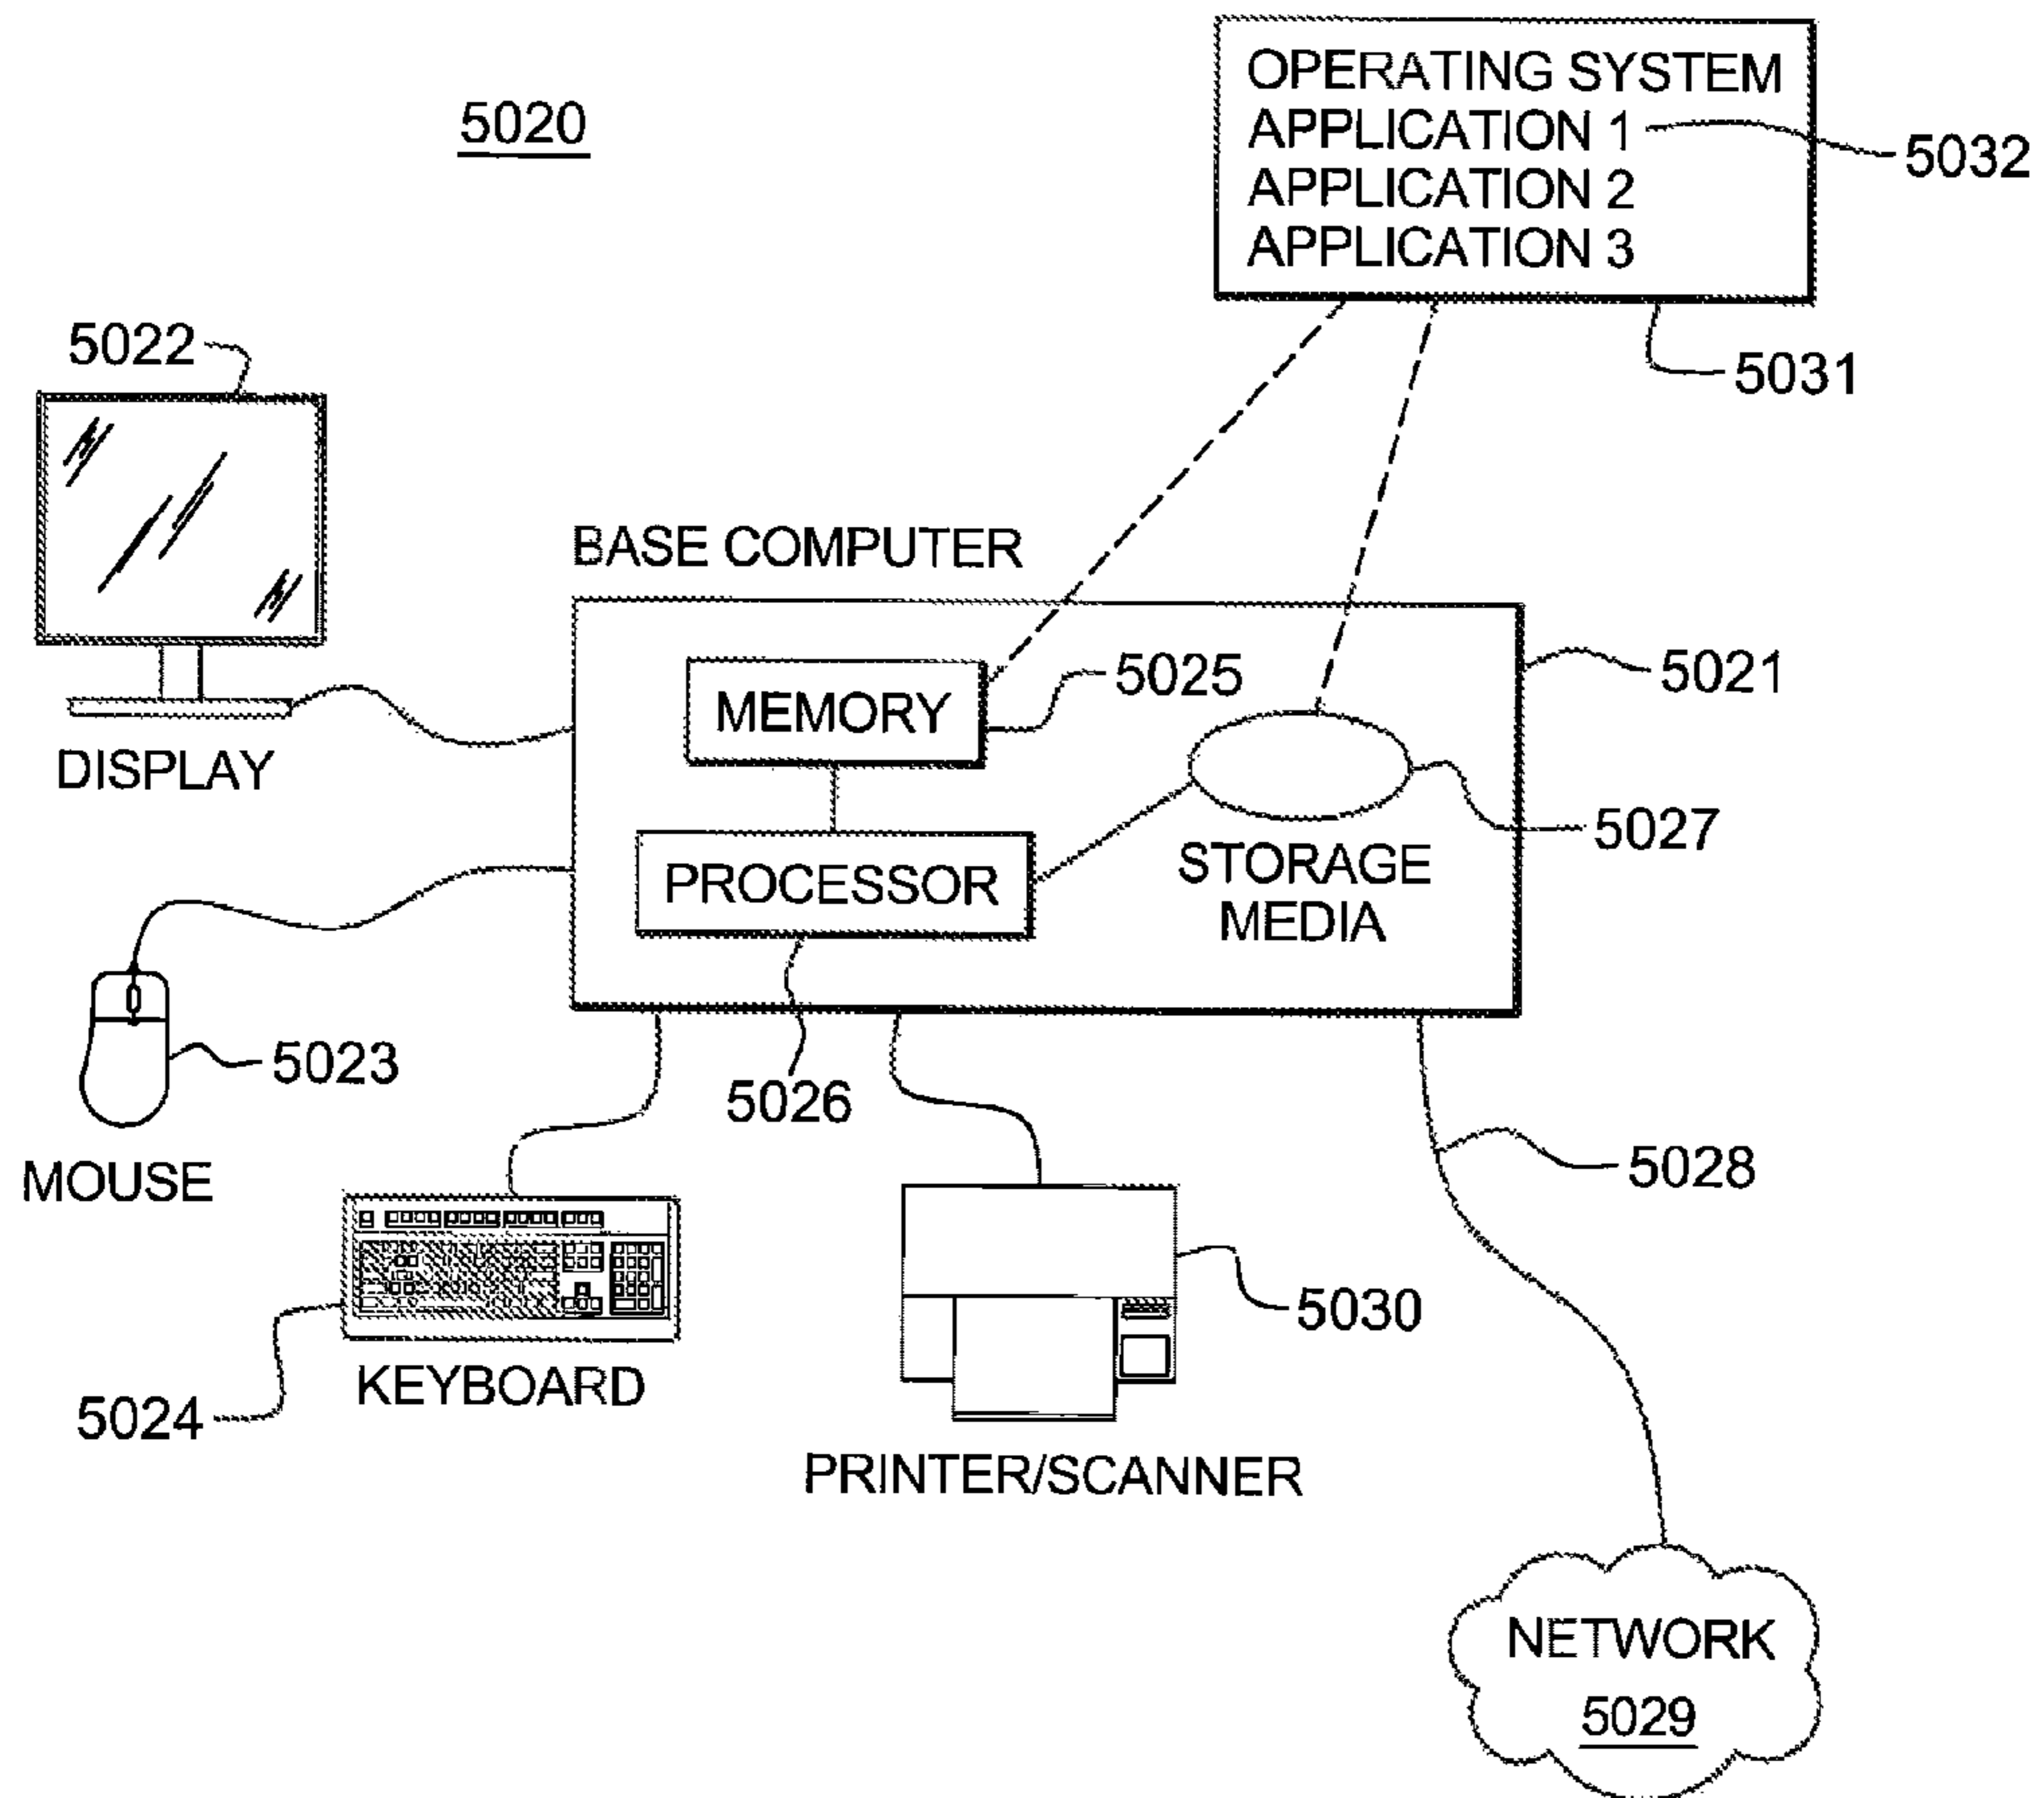 5020
OPERATING SYSTEM
APPLICATION 1
APPLICATION 2
APPLICATION 3
5032
5031
5022
DISPLAY
BASE COMPUTER
MEMORY
5025
5021
PROCESSOR
STORAGE
MEDIA
5027
5026
5023
MOUSE
5028
5024
KEYBOARD
5030
PRINTER/SCANNER
NETWORK
5029